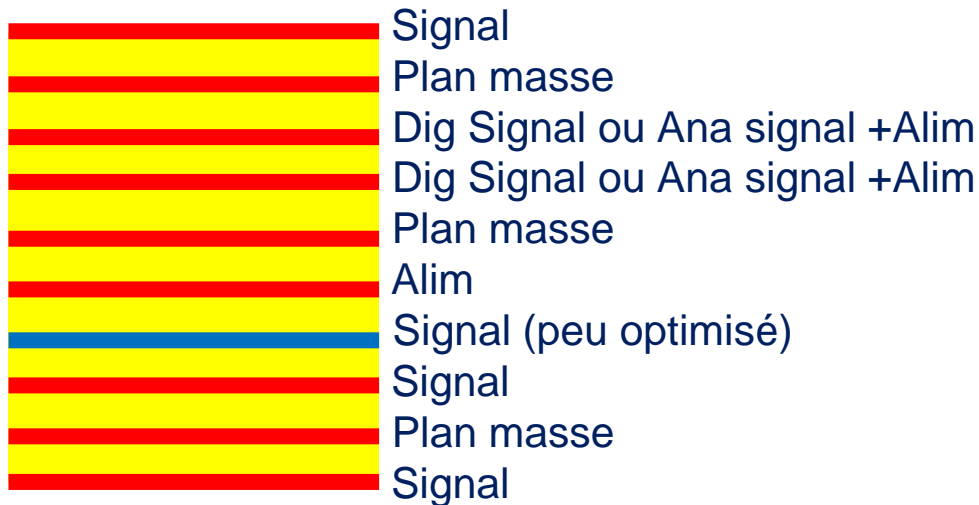 Signal
Plan masse
Dig Signal ou Ana signal +Alim
Dig Signal ou Ana signal +Alim
Plan masse
Alim
Signal (peu optimisé)
Signal
Plan masse
Signal